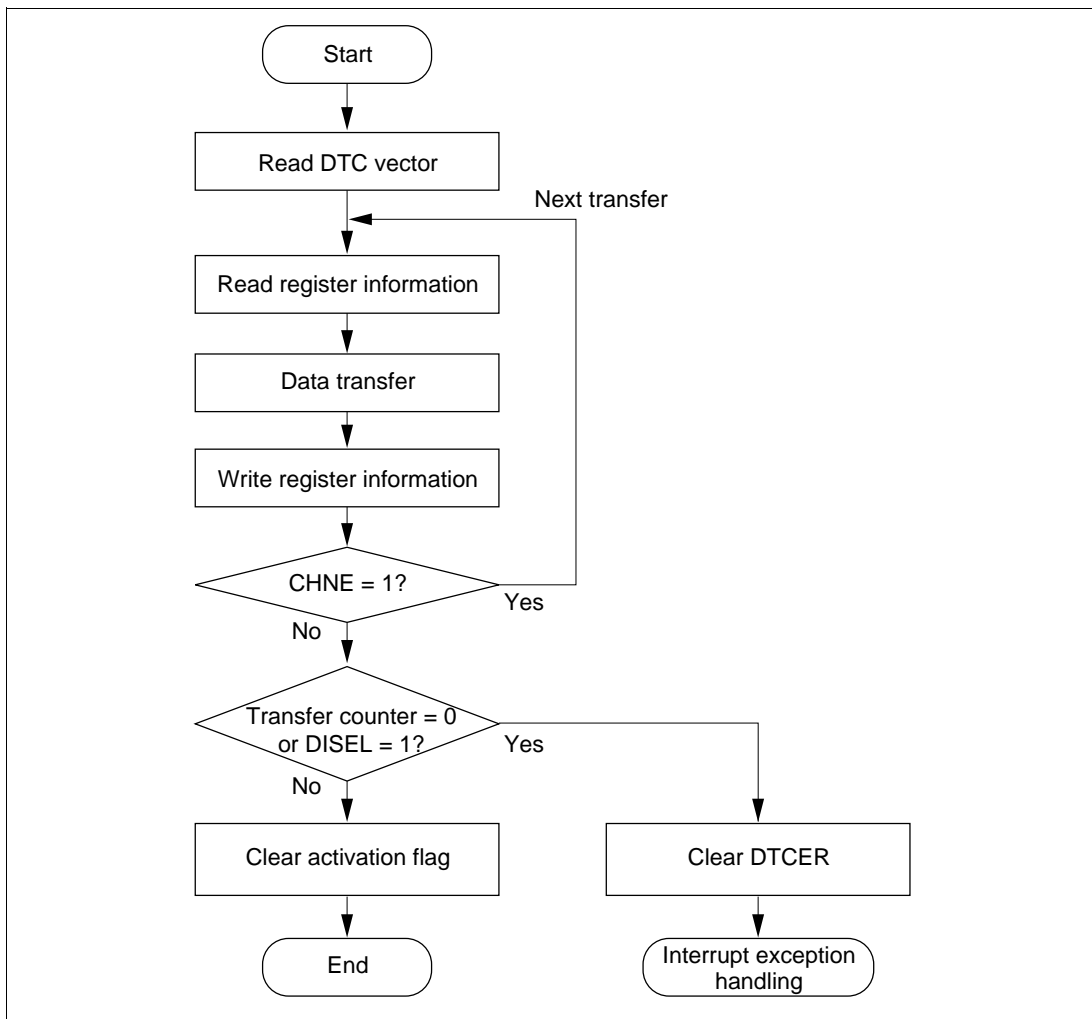 Start
Read DTC vector
Next transfer
Read register information
Data transfer
Write register information
CHNE = 1?
Yes
No
Transfer counter = 0
or DISEL = 1?
Yes
No
Clear activation flag
Clear DTCER
End
Interrupt exception
handling